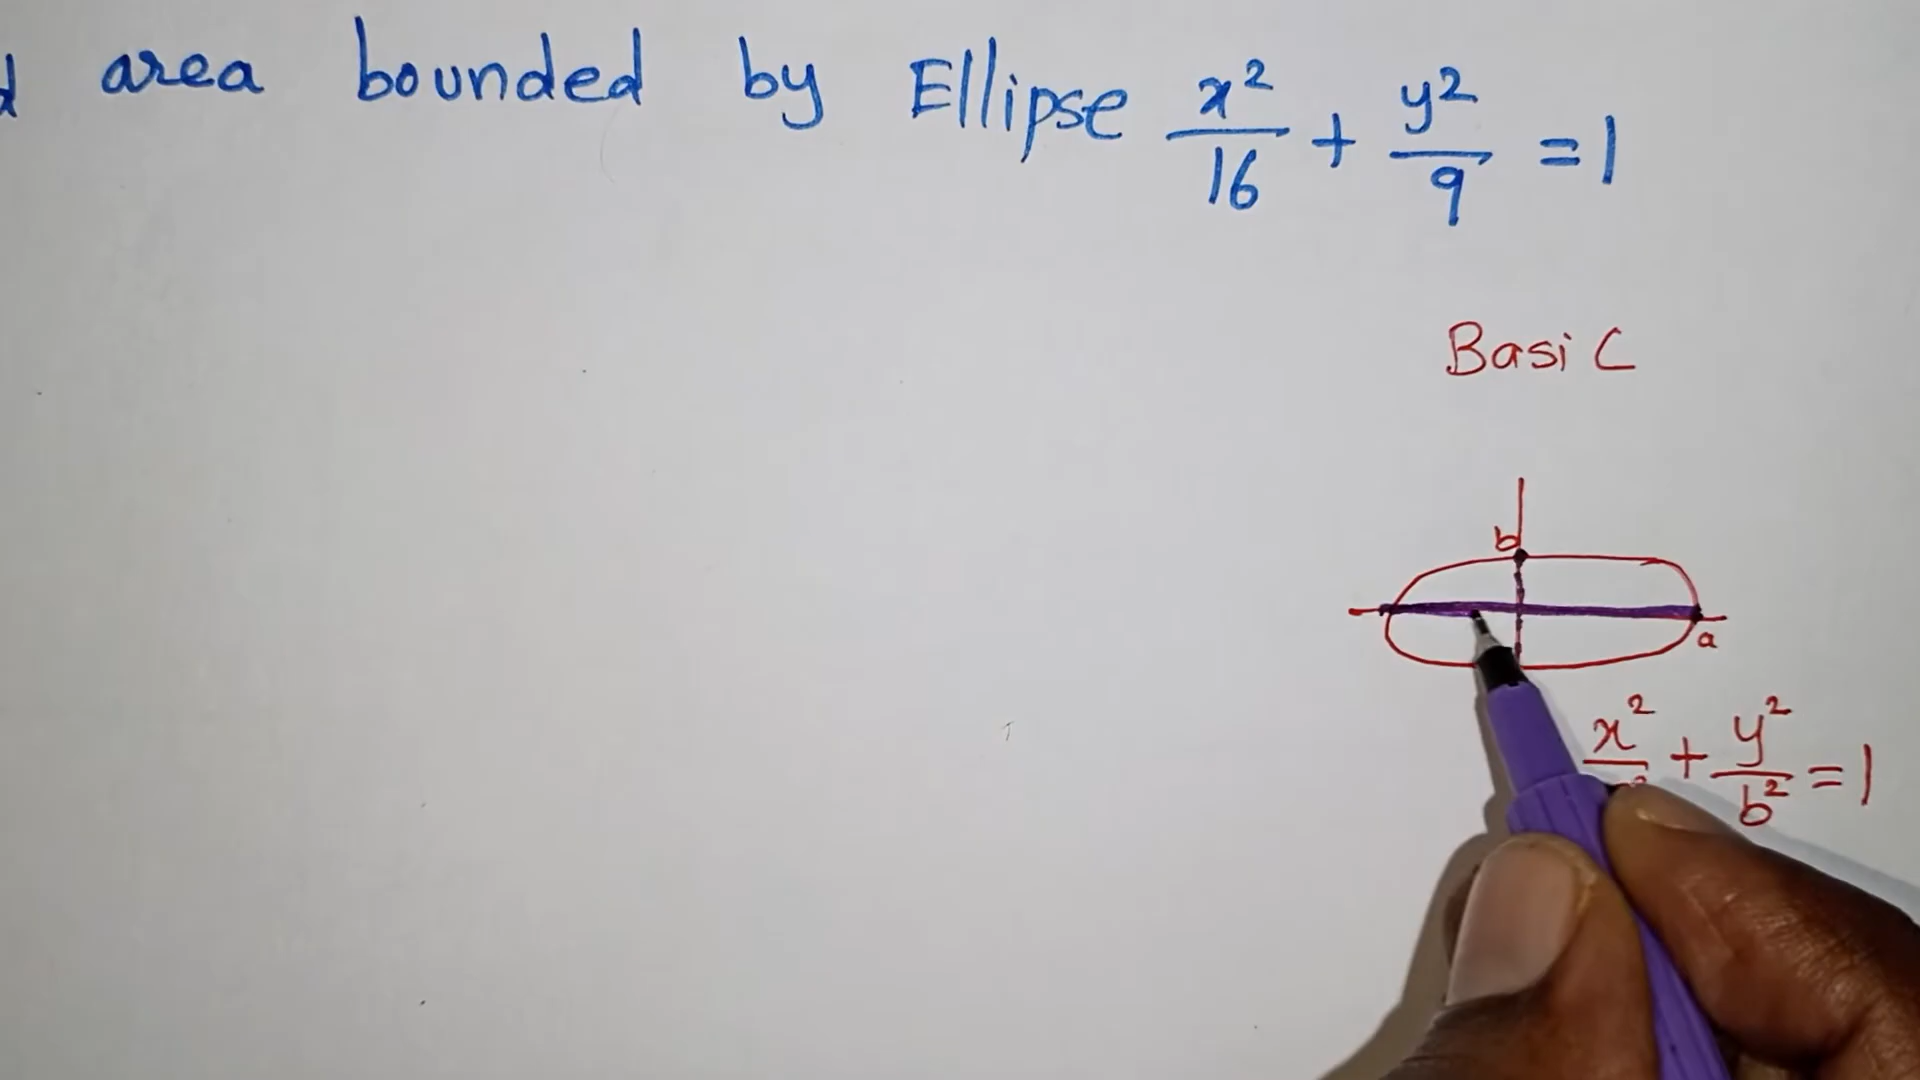 area bounded by Ellipse x²/16 + y²/9 = 1
Basic
b
a
x² + y²/b² = 1